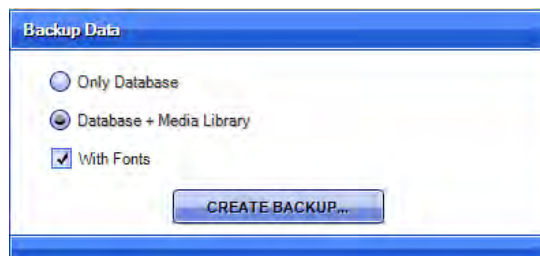 Backup Data
Only Database
Database + Media Library
With Fonts
CREATE BACKUP...